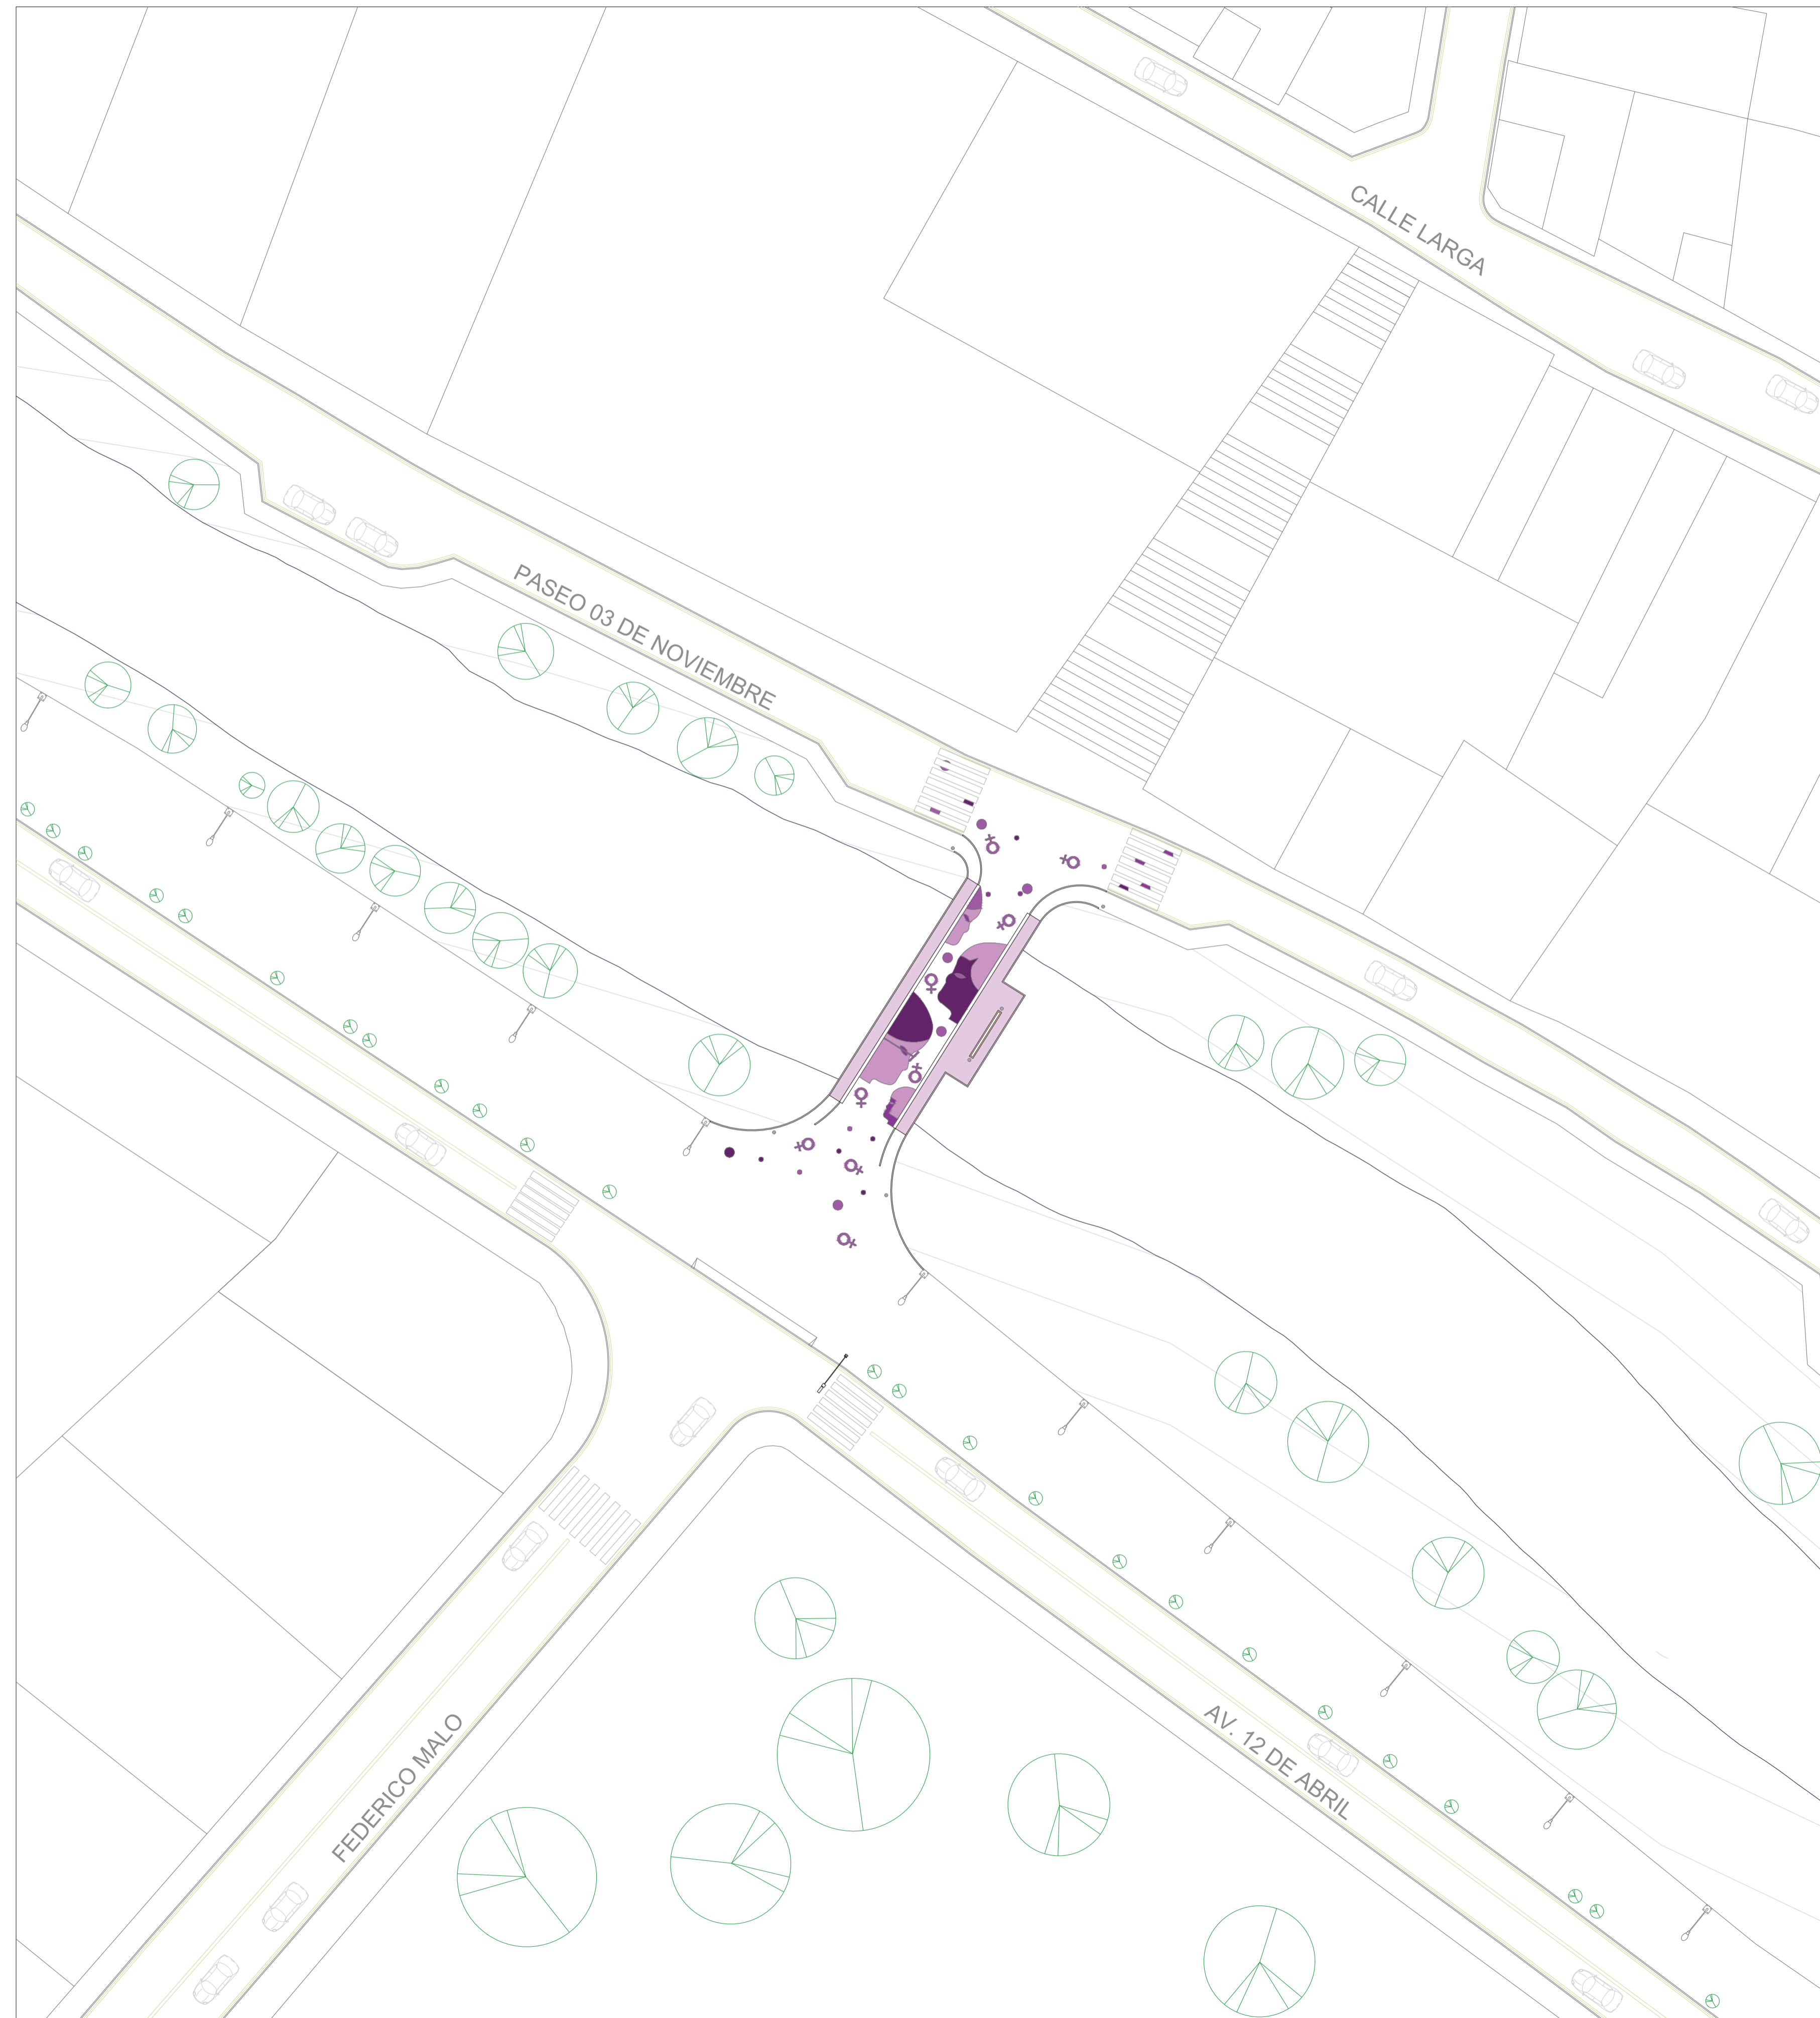 CALLE LARGA
PASEO 03 DE NOVIEMBRE
FEDERICO MALO
AV. 12 DE ABRIL